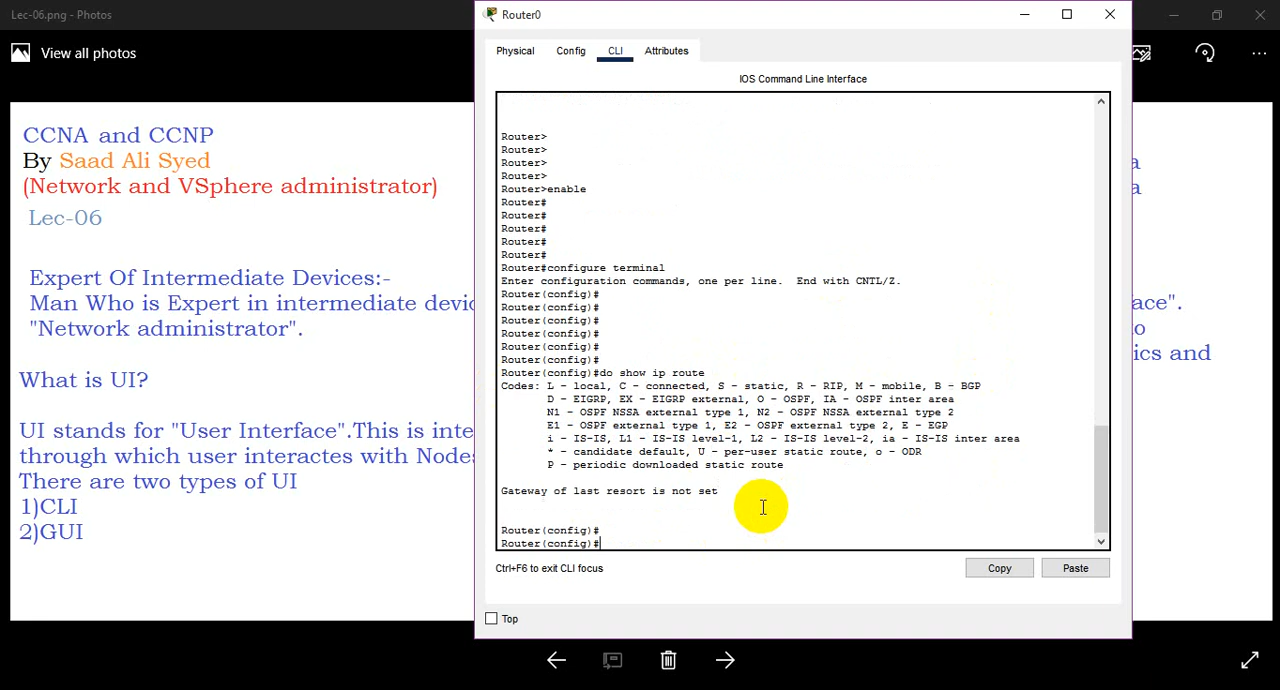 Lec-06.png - Photos
View all photos
CCNA and CCNP
By Saad Ali Syed
(Network and VSphere administrator)
Lec-06
Expert Of Intermediate Devices:-
Man Who is Expert in intermediate devic
"Network administrator".
What is UI?
UI stands for "User Interface".This is inte
through which user interactes with Nodes
There are two types of UI
1)CLI
2)GUI
Router0
Physical Config CLI Attributes
IOS Command Line Interface
Router>
Router>
Router>
Router>
Router>enable
Router#
Router#
Router#
Router#
Router#
Router#configure terminal
Enter configuration commands, one per line. End with CNTL/Z.
Router(config)#
Router(config)#
Router(config)#
Router(config)#
Router(config)#
Router(config)#
Router(config)#do show ip route
Codes: L - local, C - connected, S - static, R - RIP, M - mobile, B - BGP
D - EIGRP, EX - EIGRP external, O - OSPF, IA - OSPF inter area
N1 - OSPF NSSA external type 1, N2 - OSPF NSSA external type 2
E1 - OSPF external type 1, E2 - OSPF external type 2, E - EGP
i - IS-IS, L1 - IS-IS level-1, L2 - IS-IS level-2, ia - IS-IS inter area
* - candidate default, U - per-user static route, o - ODR
P - periodic downloaded static route
Gateway of last resort is not set
Router(config)#
Router(config)#
Ctrl+F6 to exit CLI focus
Copy Paste
Top
a
a
ace".
o
ics and